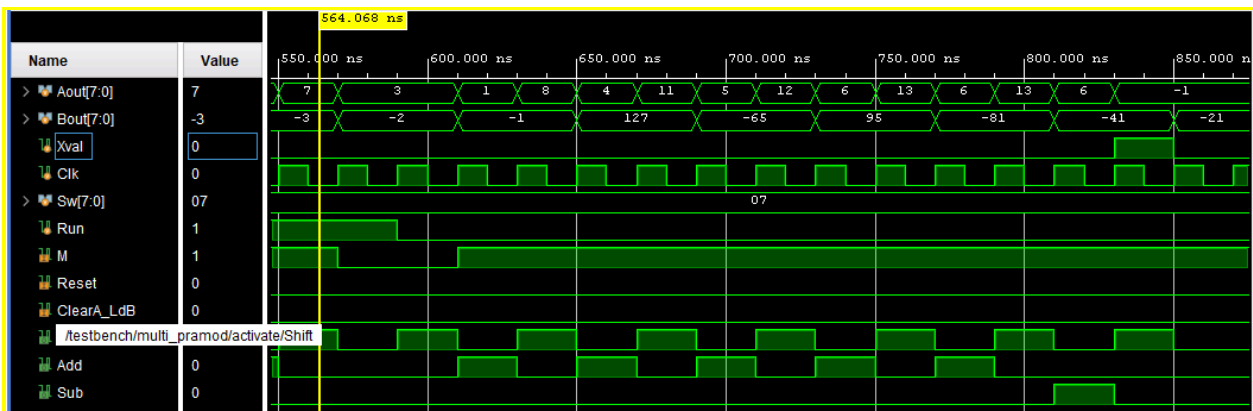 564.068 ns
Name Value 550.000 ns 600.000 ns 650.000 ns 700.000 ns 750.000 ns 800.000 ns 850.000 n
Aout[7:0] 7 7 3 1 8 4 11 5 12 6 13 6 13 6 -1
Bout[7:0] -3 -3 -2 -1 127 -65 95 -81 -41 -21
Xval 0
Clk 0
Sw[7:0] 07 07
Run 1
M 1
Reset 0
ClearA_LdB 0
/testbench/multi_pramod/activate/Shift
Add 0
Sub 0